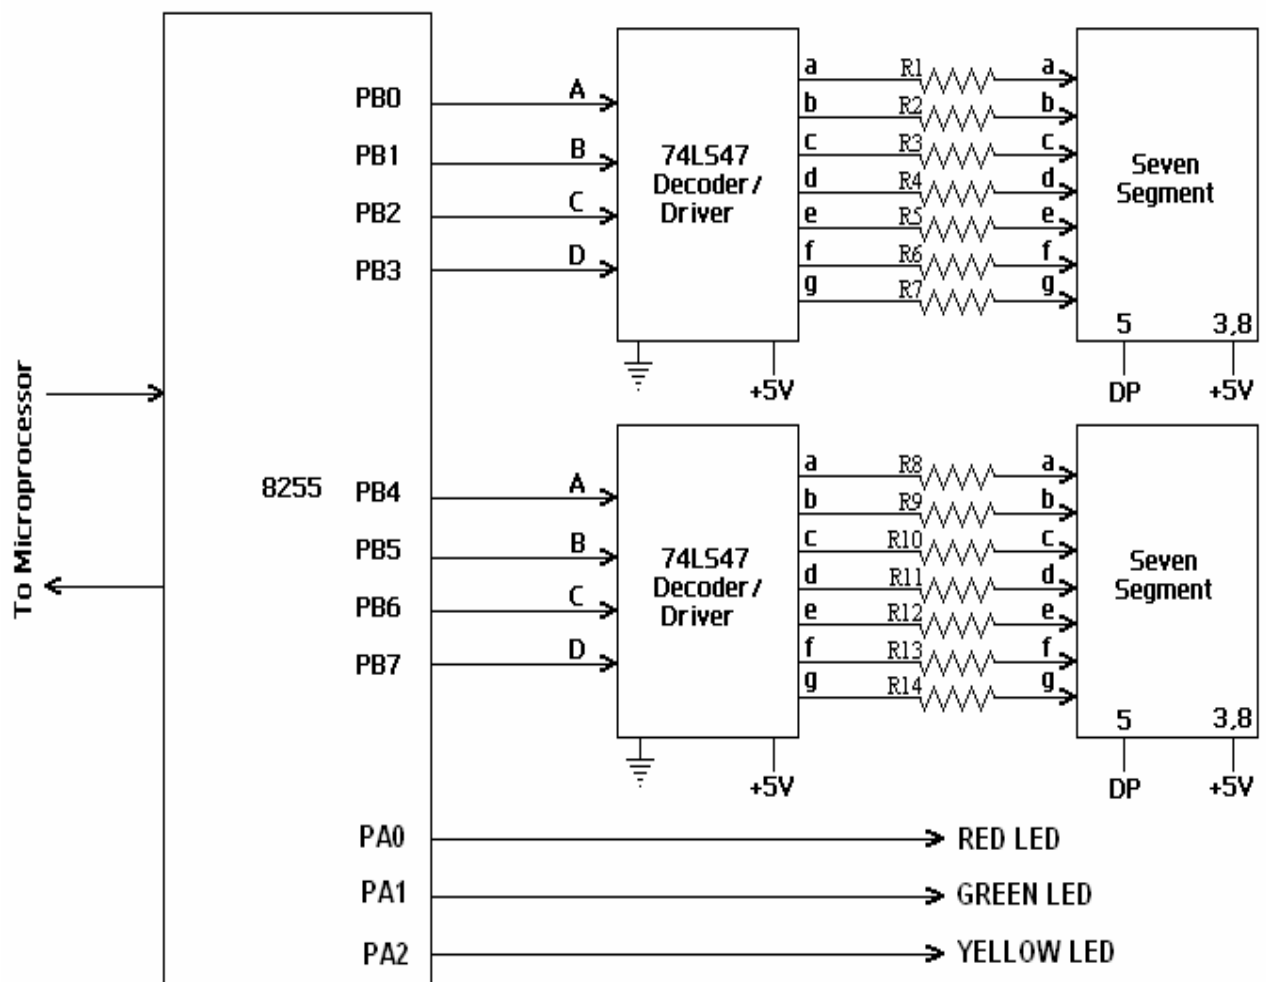 To Microprocessor
8255
PB0
PB1
PB2
PB3
A
B
C
D
74LS47
Decoder/
Driver
a
b
c
d
e
f
g
R1
R2
R3
R4
R5
R6
R7
a
b
c
d
e
f
g
Seven
Segment
5
3,8
+5V
DP
+5V
PB4
PB5
PB6
PB7
A
B
C
D
74LS47
Decoder/
Driver
a
b
c
d
e
f
g
R8
R9
R10
R11
R12
R13
R14
a
b
c
d
e
f
g
Seven
Segment
5
3,8
+5V
DP
+5V
PA0
RED LED
PA1
GREEN LED
PA2
YELLOW LED